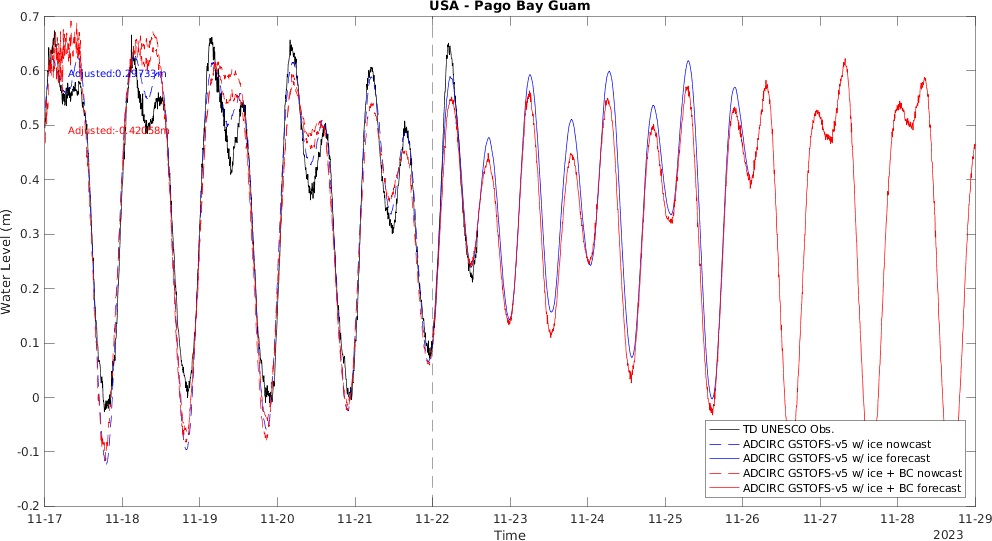 USA - Pago Bay Guam
0.7
0.6
0.5
0.4
0.3
0.2
0.1
0
-0.1
-0.2
Water Level (m)
Adjusted:0.29733m
Adjusted:-0.42058m
TD UNESCO Obs.
ADCIRC GSTOFS-v5 w/ ice nowcast
ADCIRC GSTOFS-v5 w/ ice forecast
ADCIRC GSTOFS-v5 w/ ice + BC nowcast
ADCIRC GSTOFS-v5 w/ ice + BC forecast
11-17 11-18 11-19 11-20 11-21 11-22 11-23 11-24 11-25 11-26 11-27 11-28 11-29
Time
2023